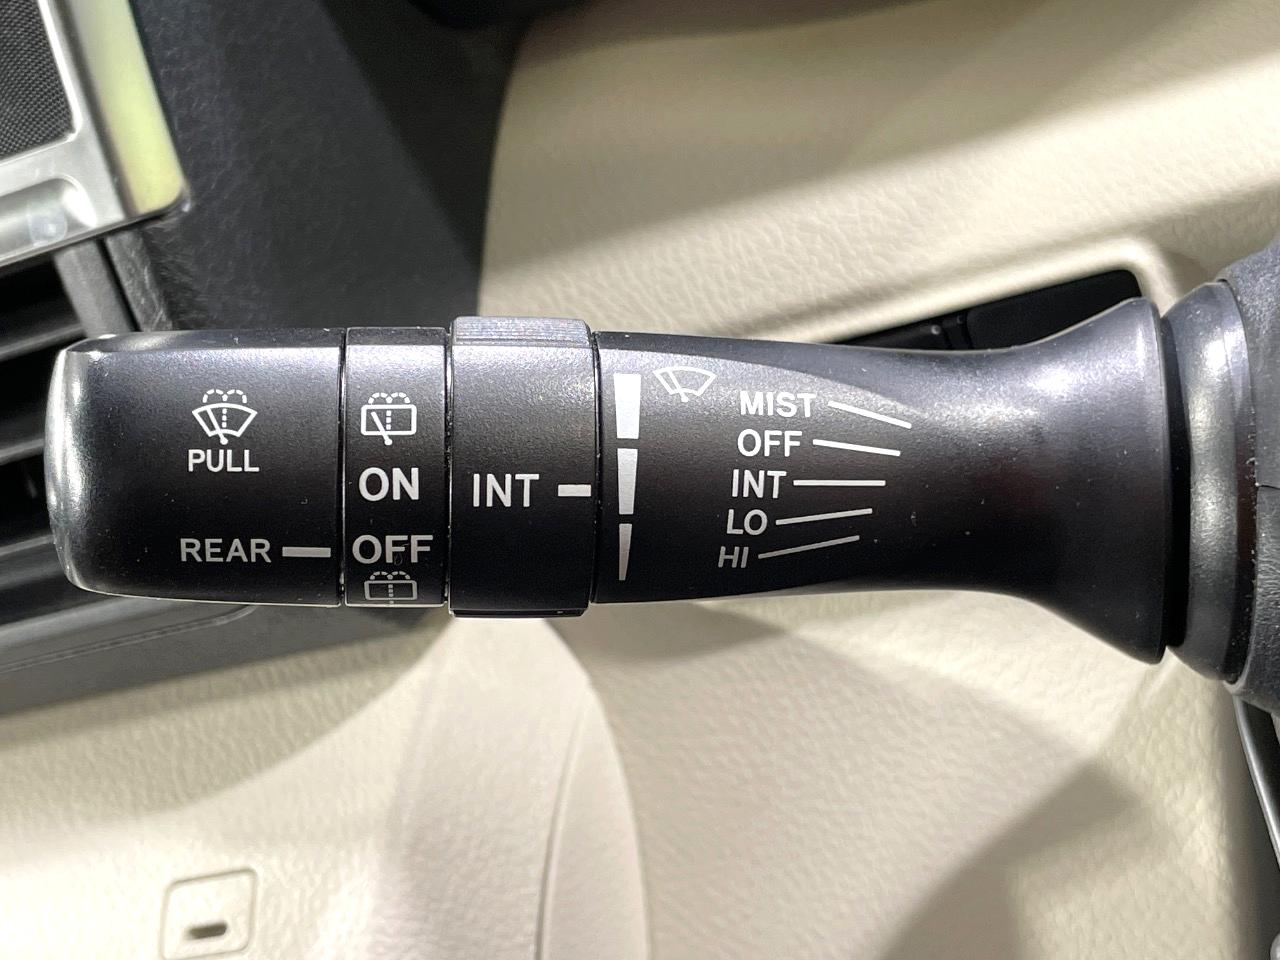 PULL
REAR
ON
OFF
INT
MIST
OFF
INT
LO
HI